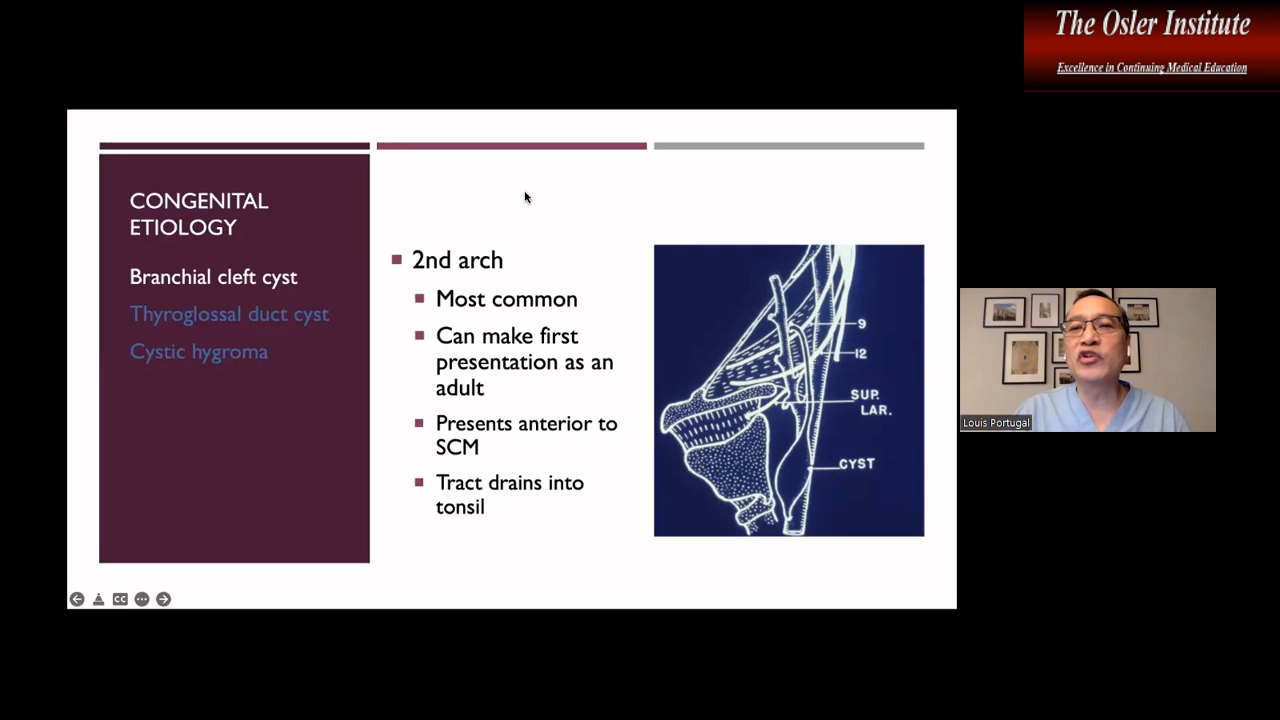 The Osler Institute
Excellence in Continuing Medical Education
CONGENITAL
ETIOLOGY
Branchial cleft cyst
Thyroglossal duct cyst
Cystic hygroma
2nd arch
Most common
Can make first
presentation as an
adult
Presents anterior to
SCM
Tract drains into
tonsil
9
12
SUP.
LAR.
CYST
CC
Louis Portugal